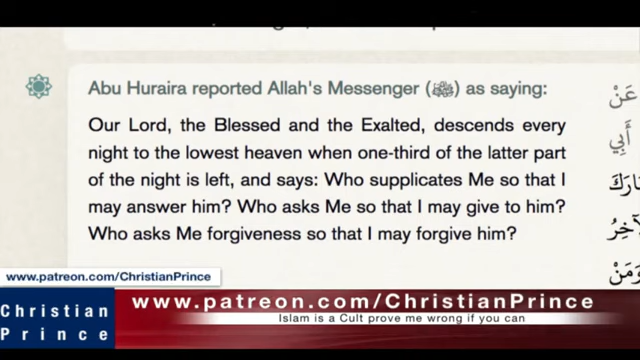 Abu Huraira reported Allah's Messenger (ﷺ) as saying:
Our Lord, the Blessed and the Exalted, descends every
night to the lowest heaven when one-third of the latter part
of the night is left, and says: Who supplicates Me so that I
may answer him? Who asks Me so that I may give to him?
Who asks Me forgiveness so that I may forgive him?
عَنْ
أَبِي
www.patreon.com/ChristianPrince
www.patreon.com/ChristianPrince
Islam is a Cult prove me wrong if you can
Christian
Prince